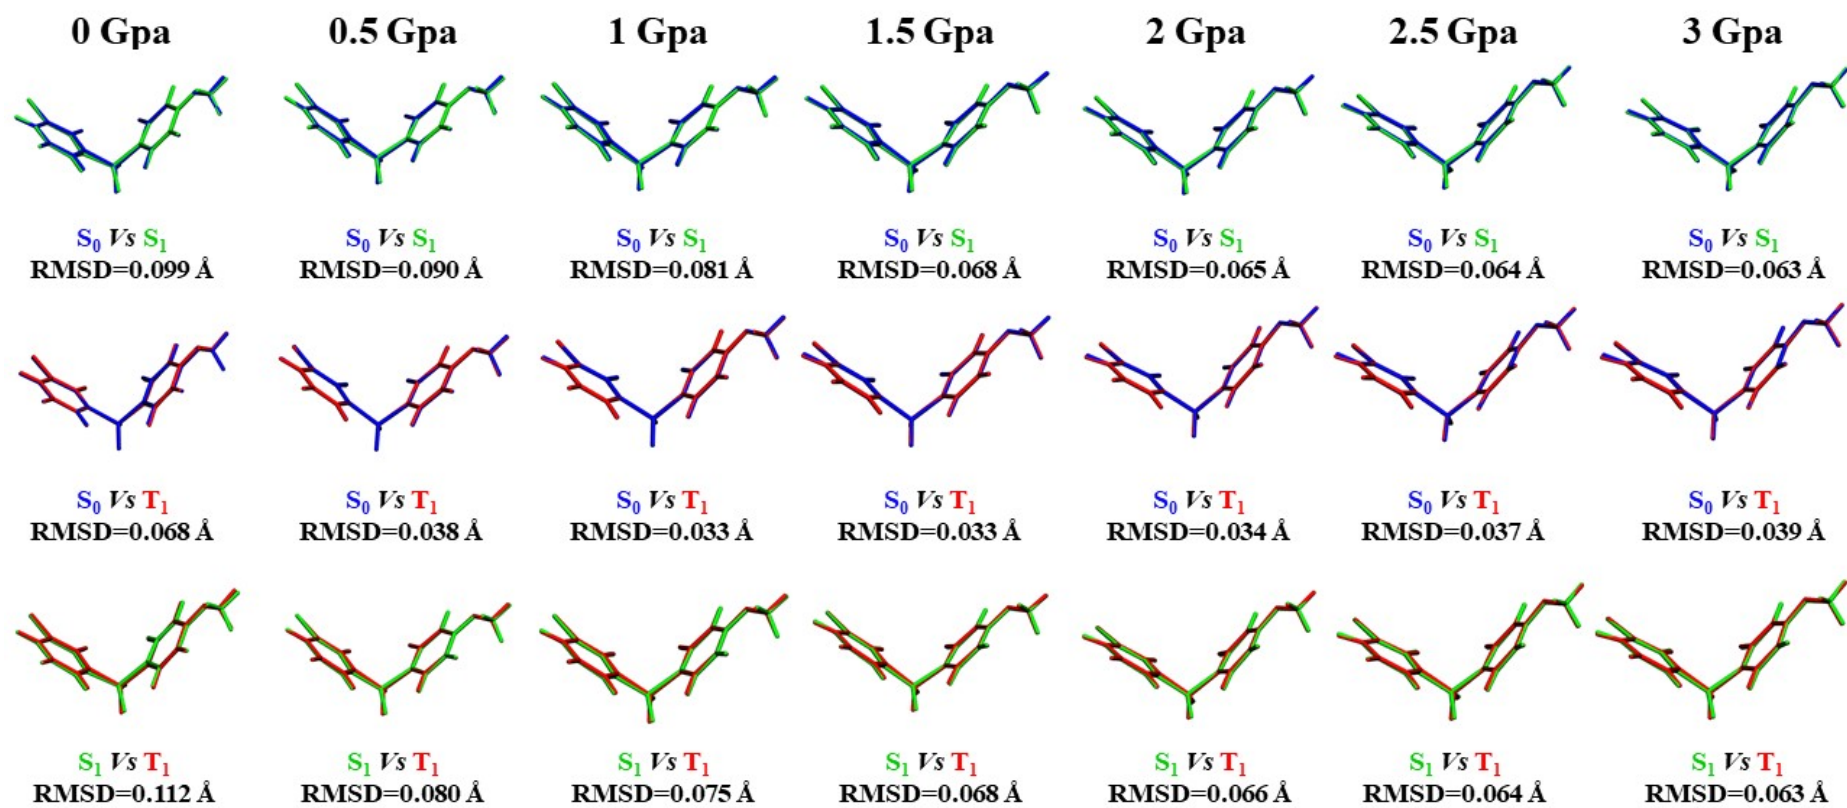 0 Gpa 0.5 Gpa 1 Gpa 1.5 Gpa 2 Gpa 2.5 Gpa 3 Gpa
S₀ Vs S₁ S₀ Vs S₁ S₀ Vs S₁ S₀ Vs S₁ S₀ Vs S₁ S₀ Vs S₁ S₀ Vs S₁
RMSD=0.099 Å RMSD=0.090 Å RMSD=0.081 Å RMSD=0.068 Å RMSD=0.065 Å RMSD=0.064 Å RMSD=0.063 Å
S₀ Vs T₁ S₀ Vs T₁ S₀ Vs T₁ S₀ Vs T₁ S₀ Vs T₁ S₀ Vs T₁ S₀ Vs T₁
RMSD=0.068 Å RMSD=0.038 Å RMSD=0.033 Å RMSD=0.033 Å RMSD=0.034 Å RMSD=0.037 Å RMSD=0.039 Å
S₁ Vs T₁ S₁ Vs T₁ S₁ Vs T₁ S₁ Vs T₁ S₁ Vs T₁ S₁ Vs T₁ S₁ Vs T₁
RMSD=0.112 Å RMSD=0.080 Å RMSD=0.075 Å RMSD=0.068 Å RMSD=0.066 Å RMSD=0.064 Å RMSD=0.063 Å